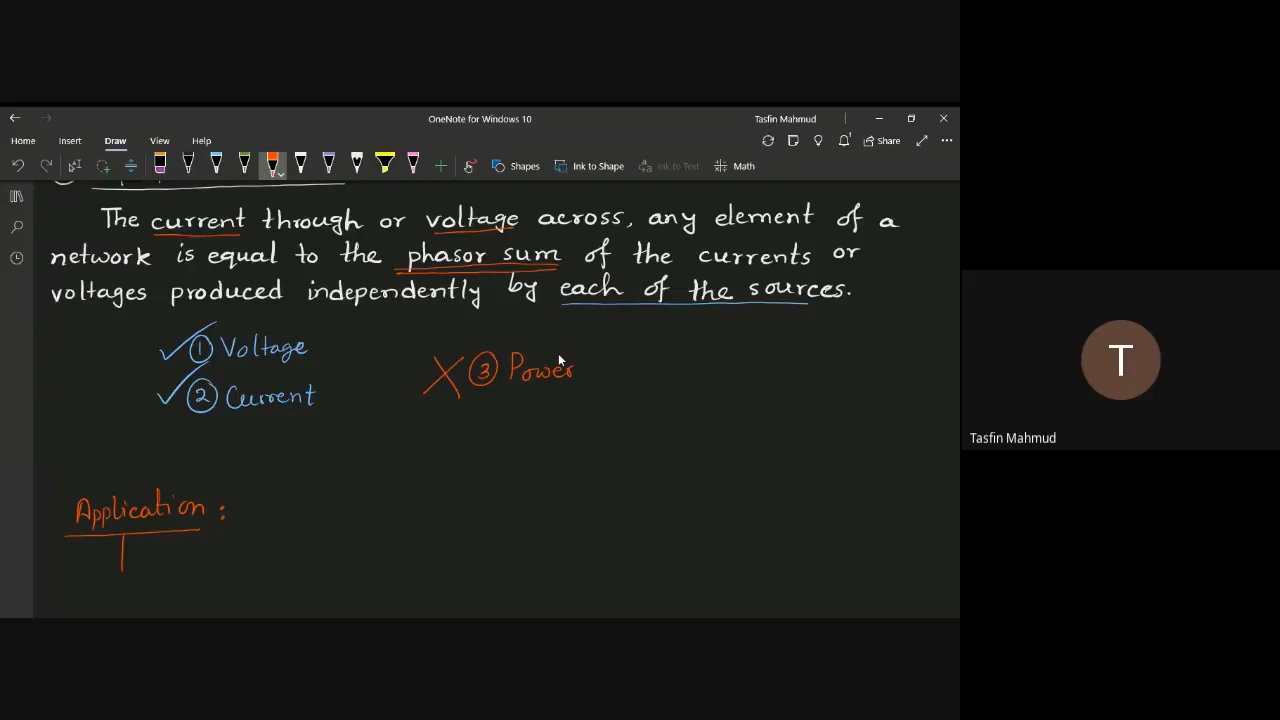 OneNote for Windows 10
Tasfin Mahmud
Home Insert Draw View Help
Share
Shapes Ink to Shape Ink to Text Math
The current through or voltage across, any element of a
network is equal to the phasor sum of the currents or
voltages produced independently by each of the sources.
① Voltage
③ Power
② Current
Application :
T
Tasfin Mahmud